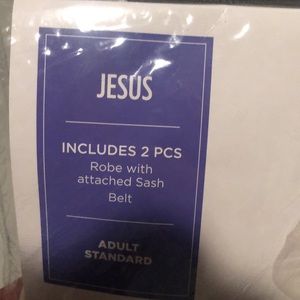 JESUS
INCLUDES 2 PCS
Robe with
attached Sash
Belt
ADULT
STANDARD